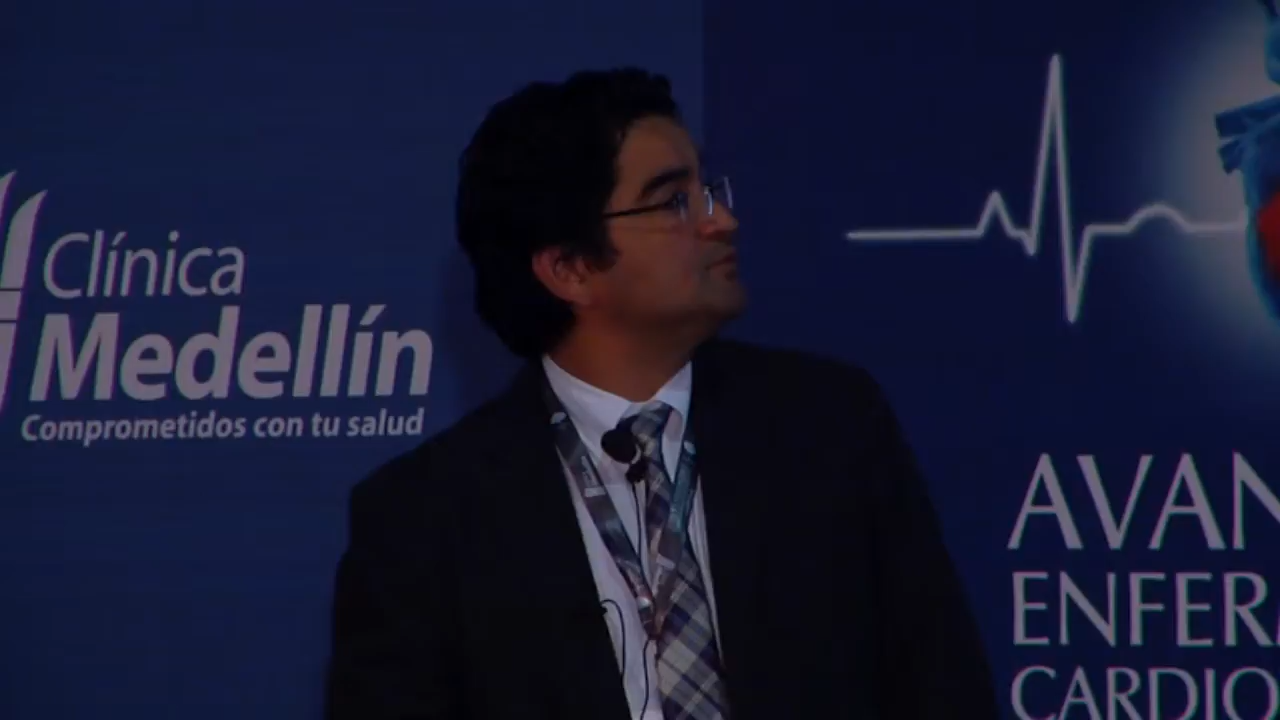 Clínica
Medellín
Comprometidos con tu salud
AVAN
ENFER
CARDIO